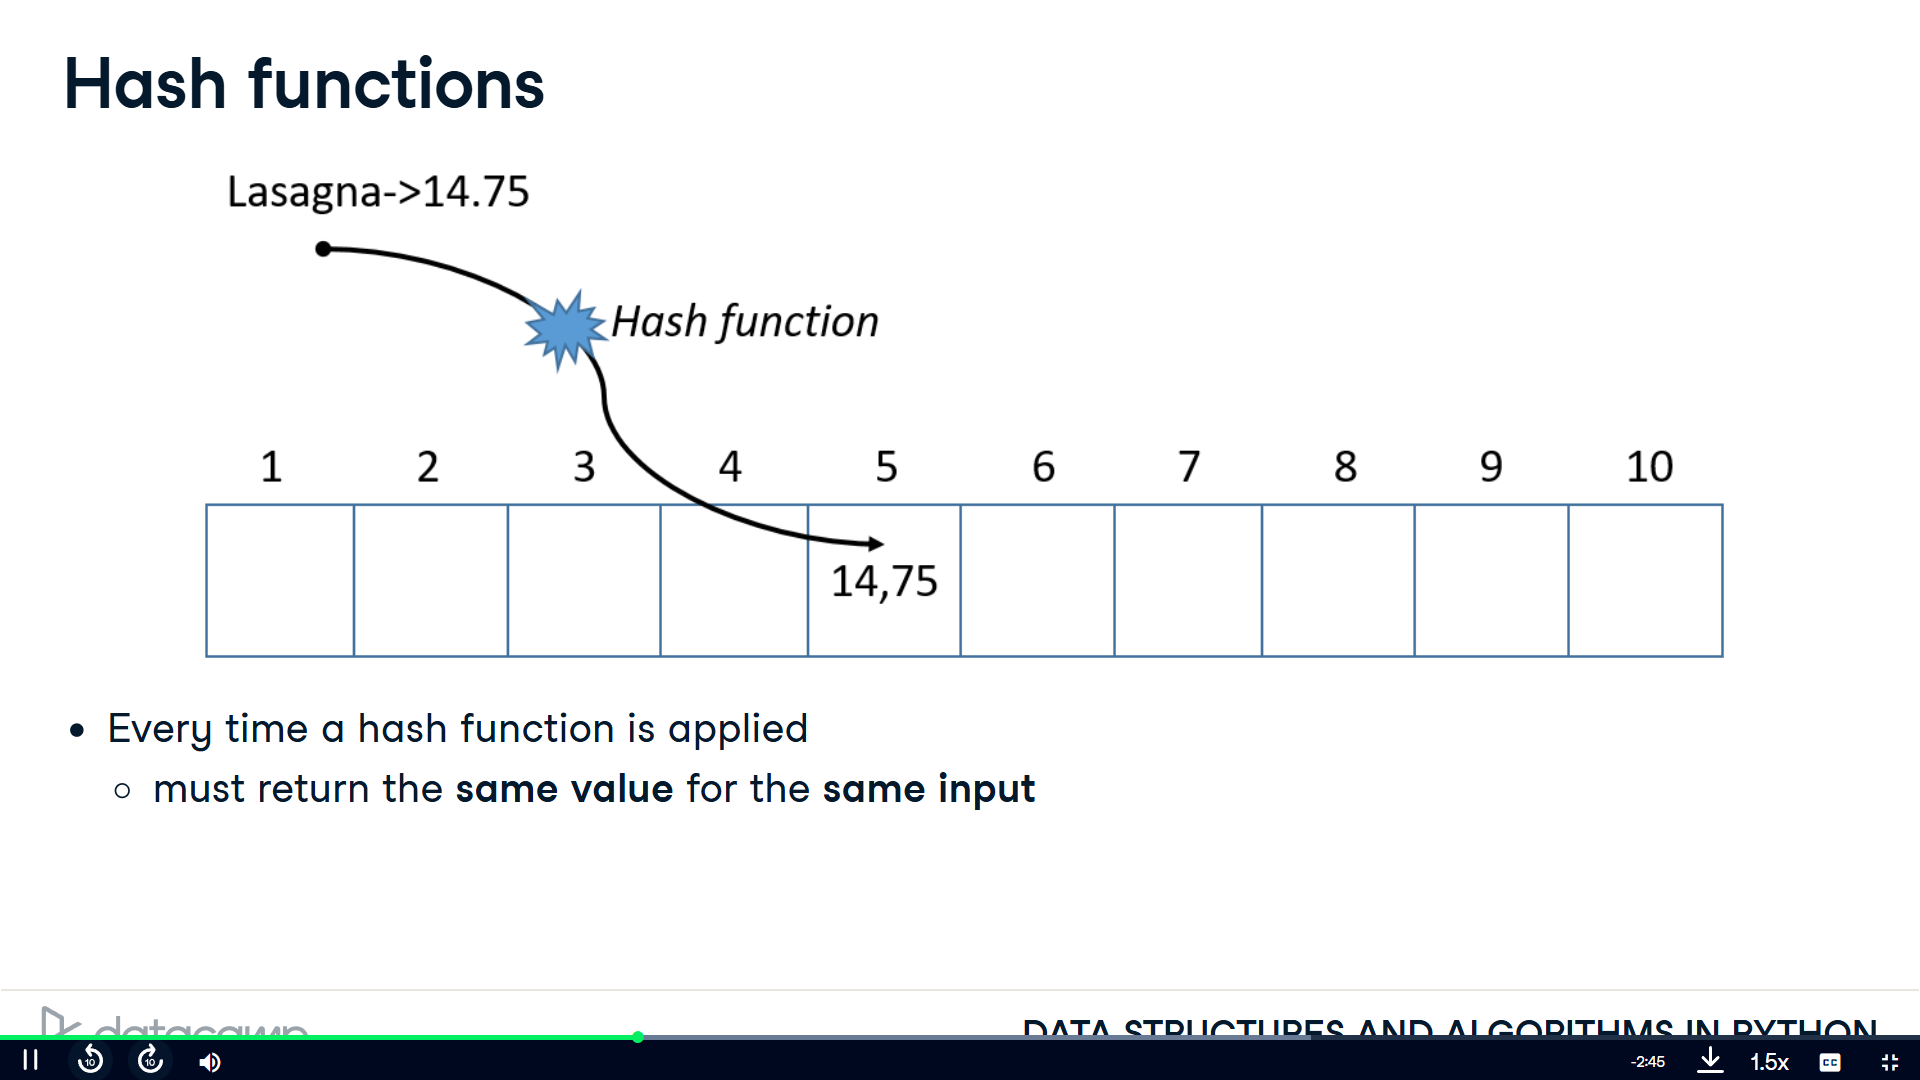 Hash functions
Lasagna->14.75
Hash function
1 2 3 4 5 6 7 8 9 10
14,75
• Every time a hash function is applied
○ must return the same value for the same input
datacamp
DATA STRUCTURES AND ALGORITHMS IN PYTHON
10 10 -2:45 1.5x CC